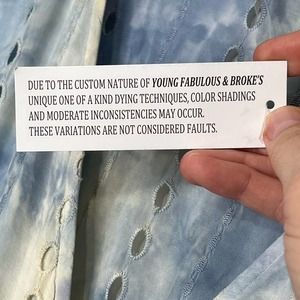 DUE TO THE CUSTOM NATURE OF YOUNG FABULOUS & BROKE'S
UNIQUE ONE OF A KIND DYING TECHNIQUES, COLOR SHADINGS
AND MODERATE INCONSISTENCIES MAY OCCUR.
THESE VARIATIONS ARE NOT CONSIDERED FAULTS.